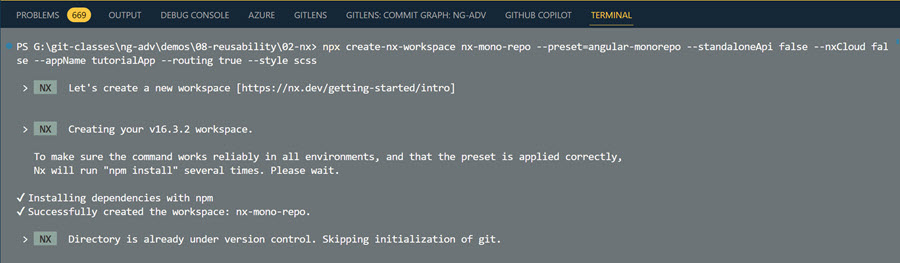 PROBLEMS 669 OUTPUT DEBUG CONSOLE AZURE GITLENS GITLENS: COMMIT GRAPH: NG-ADV GITHUB COPILOT TERMINAL
PS G:\git-classes\ng-adv\demos\08-reusability\02-nx> npx create-nx-workspace nx-mono-repo --preset=angular-monorepo --standaloneApi false --nxCloud fal
se --appName tutorialApp --routing true --style scss
> NX Let's create a new workspace [https://nx.dev/getting-started/intro]
> NX Creating your v16.3.2 workspace.
To make sure the command works reliably in all environments, and that the preset is applied correctly,
Nx will run "npm install" several times. Please wait.
✓ Installing dependencies with npm
✓ Successfully created the workspace: nx-mono-repo.
> NX Directory is already under version control. Skipping initialization of git.